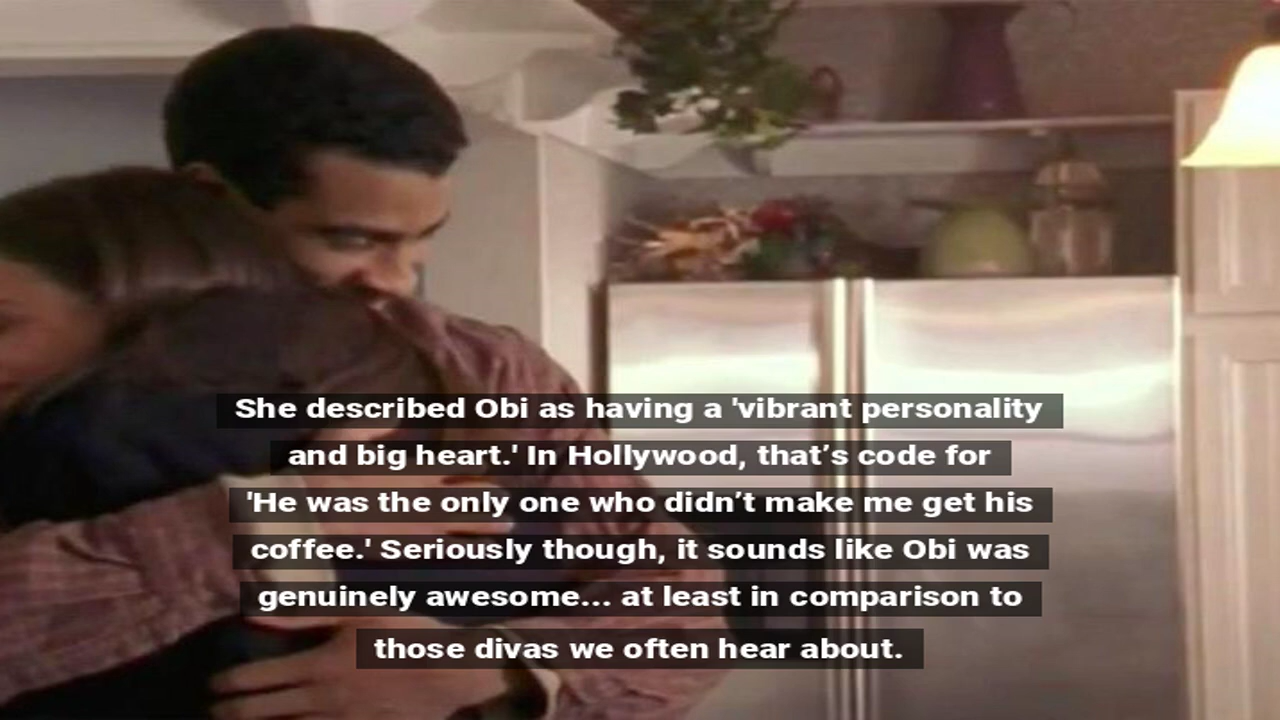 She described Obi as having a 'vibrant personality
and big heart.' In Hollywood, that’s code for
'He was the only one who didn’t make me get his
coffee.' Seriously though, it sounds like Obi was
genuinely awesome... at least in comparison to
those divas we often hear about.